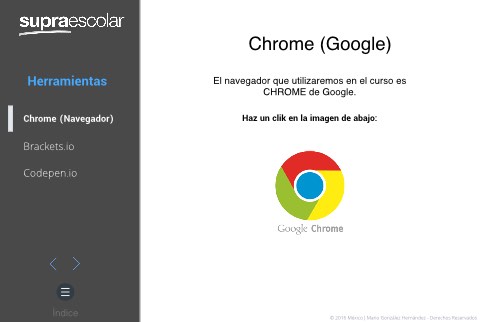 supraescolar
Herramientas
Chrome (Navegador)
Brackets.io
Codepen.io
Índice
Chrome (Google)
El navegador que utilizaremos en el curso es
CHROME de Google.
Haz un clik en la imagen de abajo:
Google Chrome
© 2016 México | Mario González Hernández - Derechos Reservados